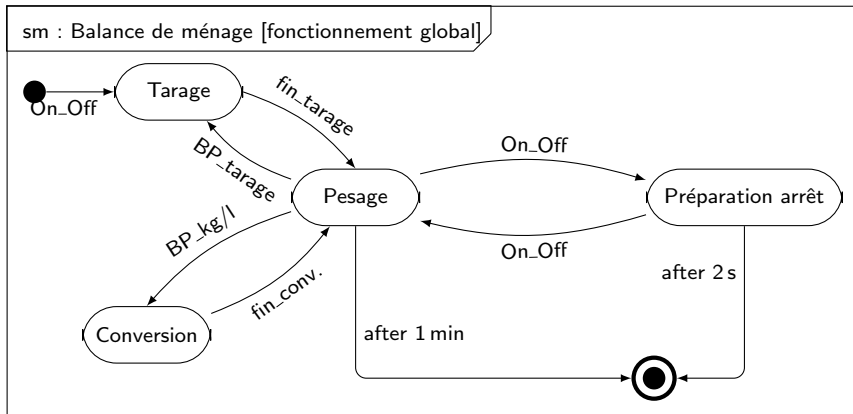 sm : Balance de ménage [fonctionnement global]
On_Off
Tarage
fin_tarage
BP_tarage
Pesage
On_Off
On_Off
Préparation arrêt
BP_kg/l
fin_conv.
Conversion
after 1 min
after 2 s